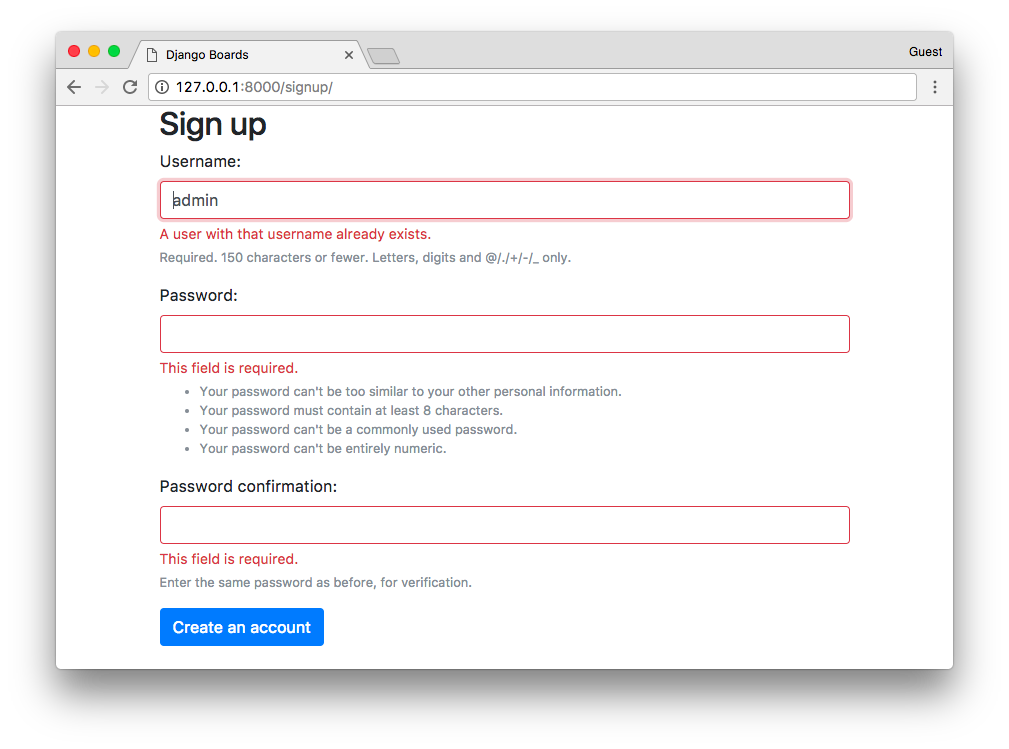 Django Boards
Guest
127.0.0.1:8000/signup/
Sign up
Username:
admin
A user with that username already exists.
Required. 150 characters or fewer. Letters, digits and @/./+/-/_ only.
Password:
This field is required.
• Your password can't be too similar to your other personal information.
• Your password must contain at least 8 characters.
• Your password can't be a commonly used password.
• Your password can't be entirely numeric.
Password confirmation:
This field is required.
Enter the same password as before, for verification.
Create an account